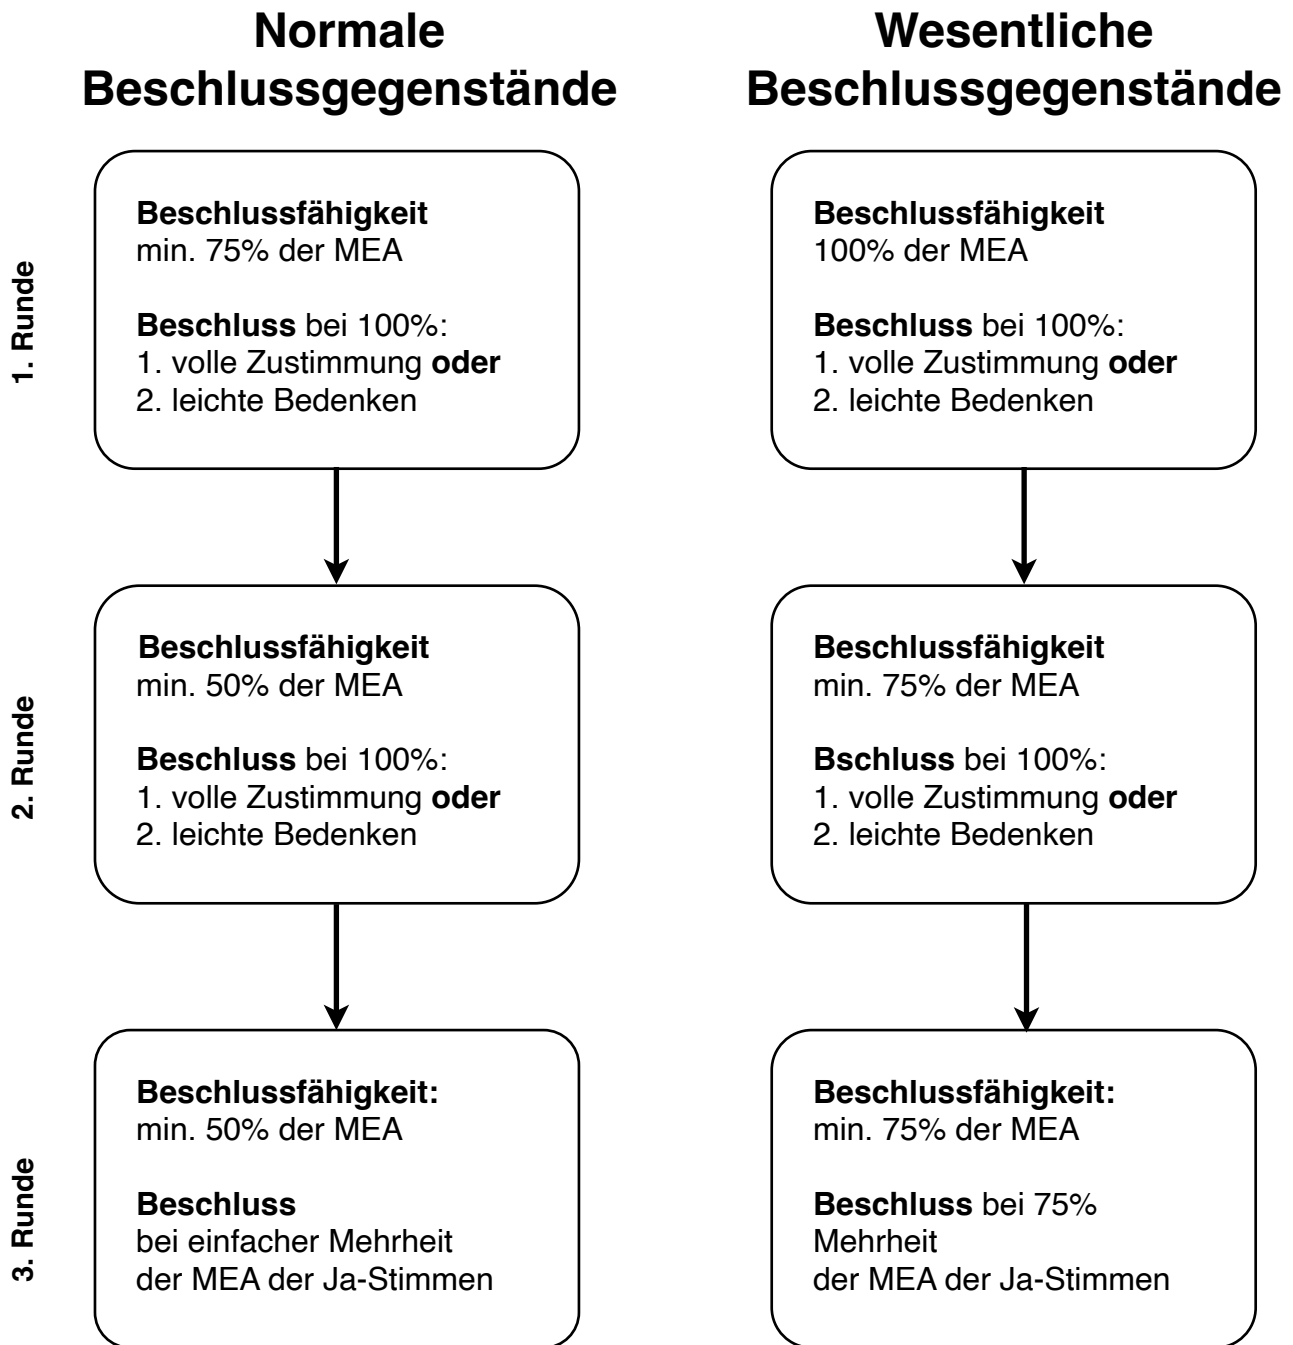 Normale
Beschlussgegenstände
Wesentliche
Beschlussgegenstände
1. Runde
Beschlussfähigkeit
min. 75% der MEA
Beschluss bei 100%:
1. volle Zustimmung oder
2. leichte Bedenken
Beschlussfähigkeit
100% der MEA
Beschluss bei 100%:
1. volle Zustimmung oder
2. leichte Bedenken
2. Runde
Beschlussfähigkeit
min. 50% der MEA
Beschluss bei 100%:
1. volle Zustimmung oder
2. leichte Bedenken
Beschlussfähigkeit
min. 75% der MEA
Bschluss bei 100%:
1. volle Zustimmung oder
2. leichte Bedenken
3. Runde
Beschlussfähigkeit:
min. 50% der MEA
Beschluss
bei einfacher Mehrheit
der MEA der Ja-Stimmen
Beschlussfähigkeit:
min. 75% der MEA
Beschluss bei 75%
Mehrheit
der MEA der Ja-Stimmen